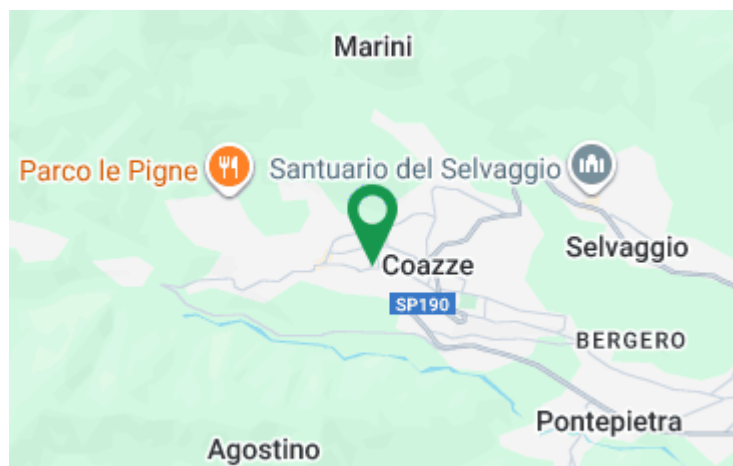 Marini
Parco le Pigne
Santuario del Selvaggio
Selvaggio
Coazze
SP190
BERGERO
Pontepietra
Agostino